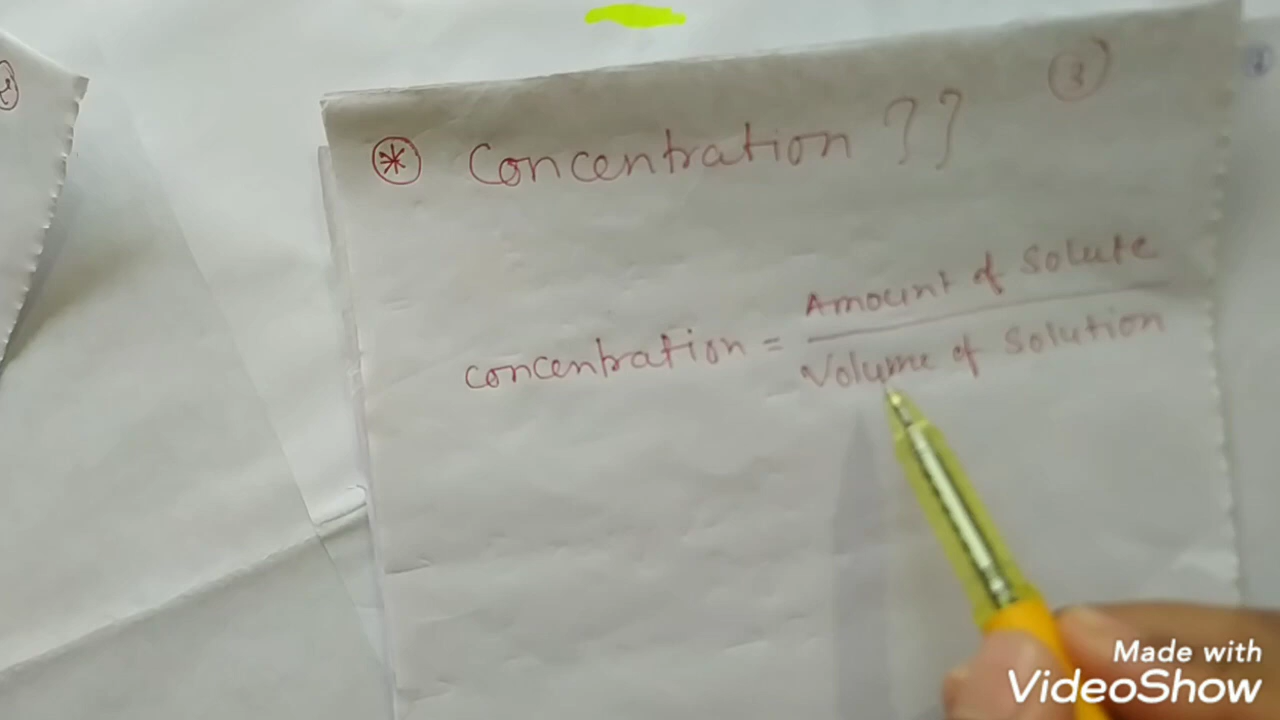 3
* Concentration ??
Amount of Solute
concentration =
Volume of Solution
Made with
VideoShow